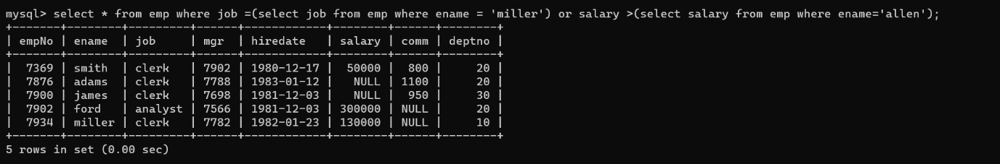 mysql> select * from emp where job =(select job from emp where ename = 'miller') or salary >(select salary from emp where ename='allen');
+-------+--------+---------+------+------------+--------+------+--------+
| empNo | ename  | job     | mgr  | hiredate   | salary | comm | deptno |
+-------+--------+---------+------+------------+--------+------+--------+
|  7369 | smith  | clerk   | 7902 | 1980-12-17 |  50000 |  800 |     20 |
|  7876 | adams  | clerk   | 7788 | 1983-01-12 |   NULL | 1100 |     20 |
|  7900 | james  | clerk   | 7698 | 1981-12-03 |   NULL |  950 |     30 |
|  7902 | ford   | analyst | 7566 | 1981-12-03 | 300000 | NULL |     20 |
|  7934 | miller | clerk   | 7782 | 1982-01-23 | 130000 | NULL |     10 |
+-------+--------+---------+------+------------+--------+------+--------+
5 rows in set (0.00 sec)